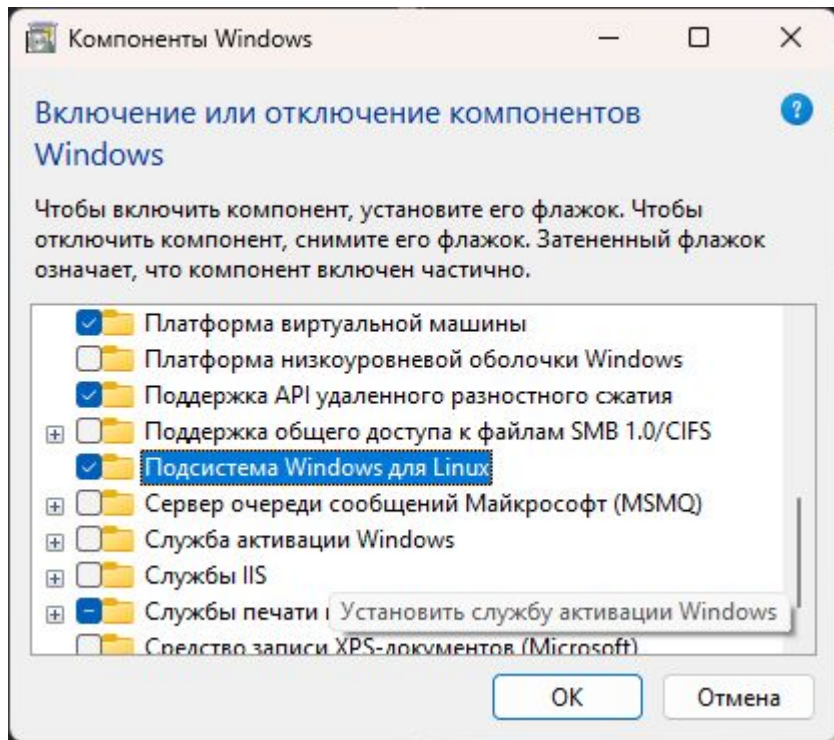 Компоненты Windows
Включение или отключение компонентов
Windows
?
Чтобы включить компонент, установите его флажок. Чтобы
отключить компонент, снимите его флажок. Затененный флажок
означает, что компонент включен частично.
Платформа виртуальной машины
Платформа низкоуровневой оболочки Windows
Поддержка API удаленного разностного сжатия
Поддержка общего доступа к файлам SMB 1.0/CIFS
Подсистема Windows для Linux
Сервер очереди сообщений Майкрософт (MSMQ)
Служба активации Windows
Службы IIS
Службы печати
Установить службу активации Windows
Средство записи XPS-документов (Microsoft)
ОК
Отмена